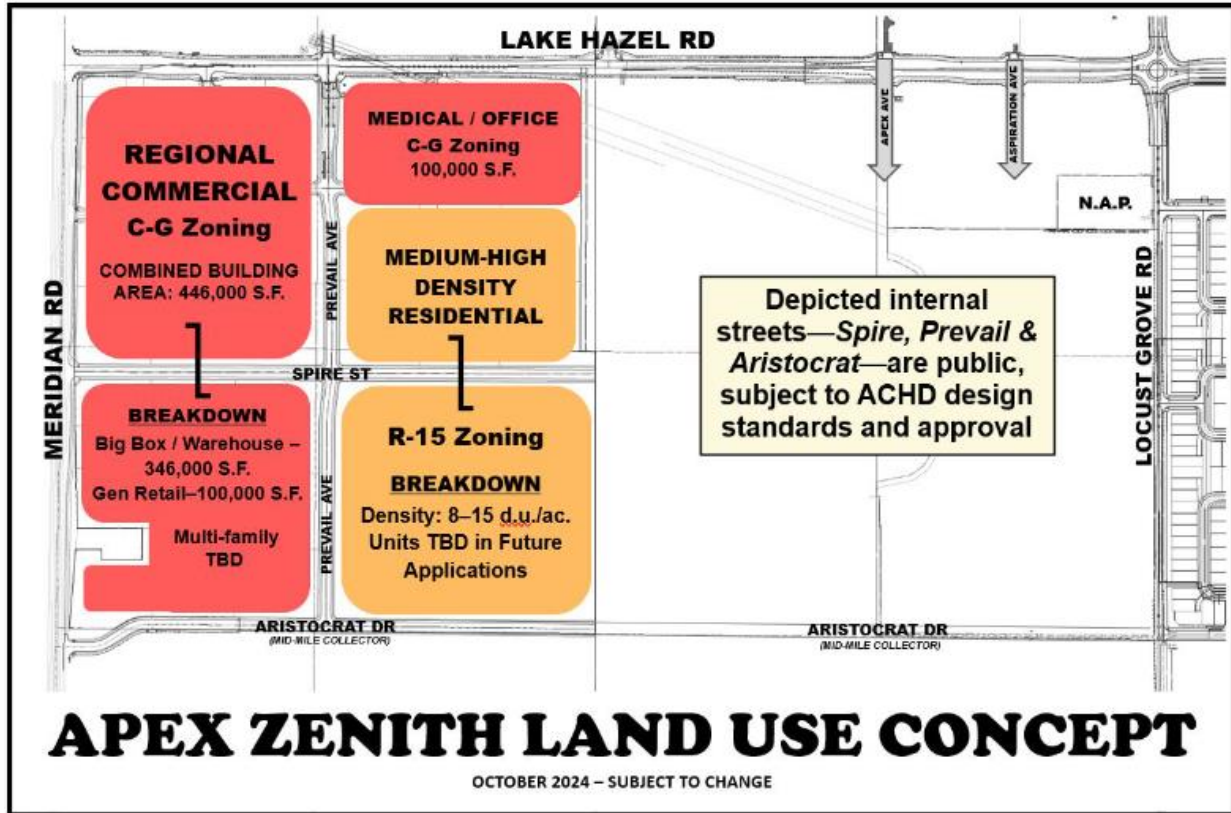 LAKE HAZEL RD
REGIONAL
COMMERCIAL
C-G Zoning
COMBINED BUILDING
AREA: 446,000 S.F.
MEDICAL / OFFICE
C-G Zoning
100,000 S.F.
APEX AVE
ASPIRATION AVE
N.A.P.
PREVAIL AVE
MEDIUM-HIGH
DENSITY
RESIDENTIAL
MERIDIAN RD
LOCUST GROVE RD
Depicted internal
streets—Spire, Prevail &
Aristocrat—are public,
subject to ACHD design
standards and approval
SPIRE ST
BREAKDOWN
Big Box / Warehouse –
346,000 S.F.
Gen Retail–100,000 S.F.
Multi-family
TBD
PREVAIL AVE
R-15 Zoning
BREAKDOWN
Density: 8–15 d.u./ac.
Units TBD in Future
Applications
ARISTOCRAT DR
(MID-MILE COLLECTOR)
ARISTOCRAT DR
(MID-MILE COLLECTOR)
APEX ZENITH LAND USE CONCEPT
OCTOBER 2024 – SUBJECT TO CHANGE